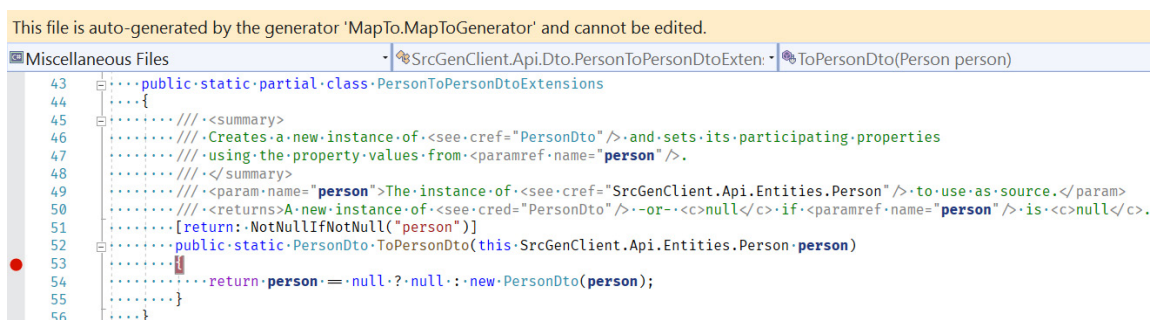 This file is auto-generated by the generator 'MapTo.MapToGenerator' and cannot be edited.
Miscellaneous Files SrcGenClient.Api.Dto.PersonToPersonDtoExten: ToPersonDto(Person person)
43 public static partial class PersonToPersonDtoExtensions
44 {
45 /// <summary>
46 /// Creates a new instance of <see cref="PersonDto"/> and sets its participating properties
47 /// using the property values from <paramref name="person"/>.
48 /// </summary>
49 /// <param name="person">The instance of <see cref="SrcGenClient.Api.Entities.Person"/> to use as source.</param>
50 /// <returns>A new instance of <see cred="PersonDto"/> -or- <c>null</c> if <paramref name="person"/> is <c>null</c>.
51 [return: NotNullIfNotNull("person")]
52 public static PersonDto ToPersonDto(this SrcGenClient.Api.Entities.Person person)
53 {
54 return person == null ? null : new PersonDto(person);
55 }
56 }